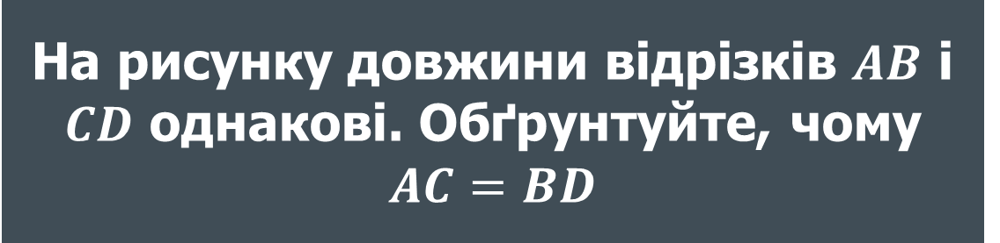 На рисунку довжини відрізків AB і
CD однакові. Обґрунтуйте, чому
AC = BD